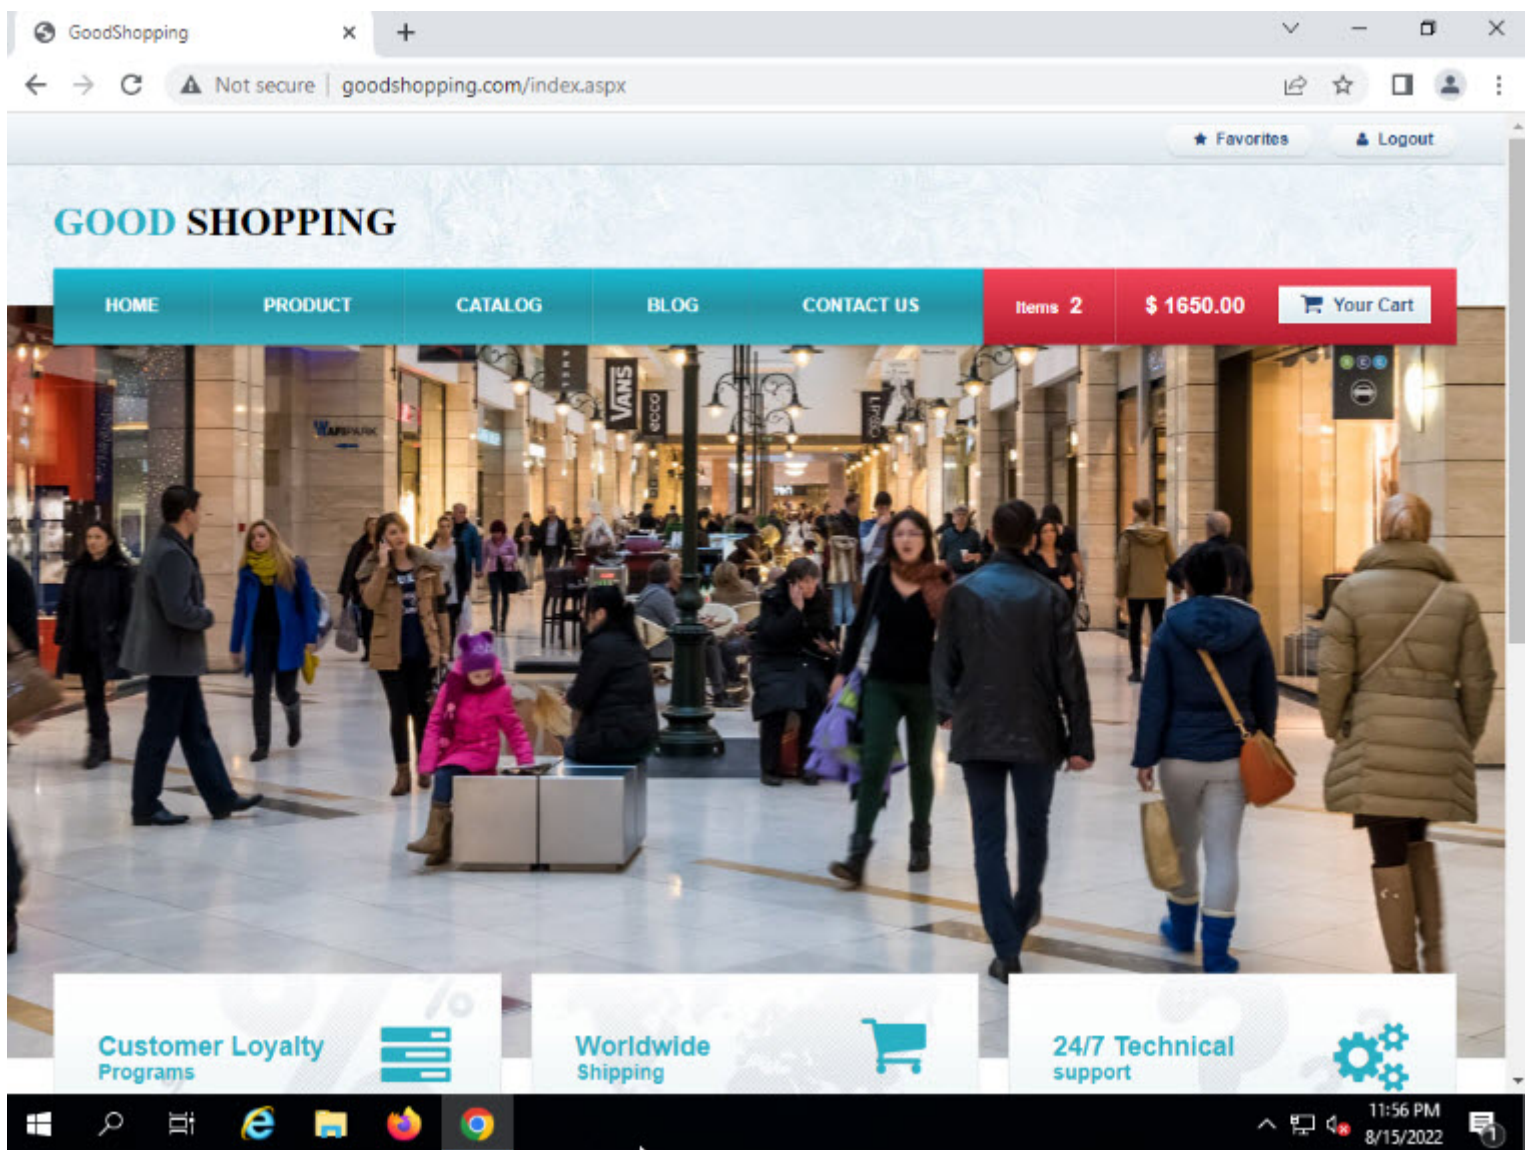 GoodShopping
Not secure | goodshopping.com/index.aspx
Favorites Logout
GOOD SHOPPING
HOME PRODUCT CATALOG BLOG CONTACT US Items 2 $ 1650.00 Your Cart
VANS
ecco
WAFIPARK
Customer Loyalty
Programs
Worldwide
Shipping
24/7 Technical
support
11:56 PM
8/15/2022
1